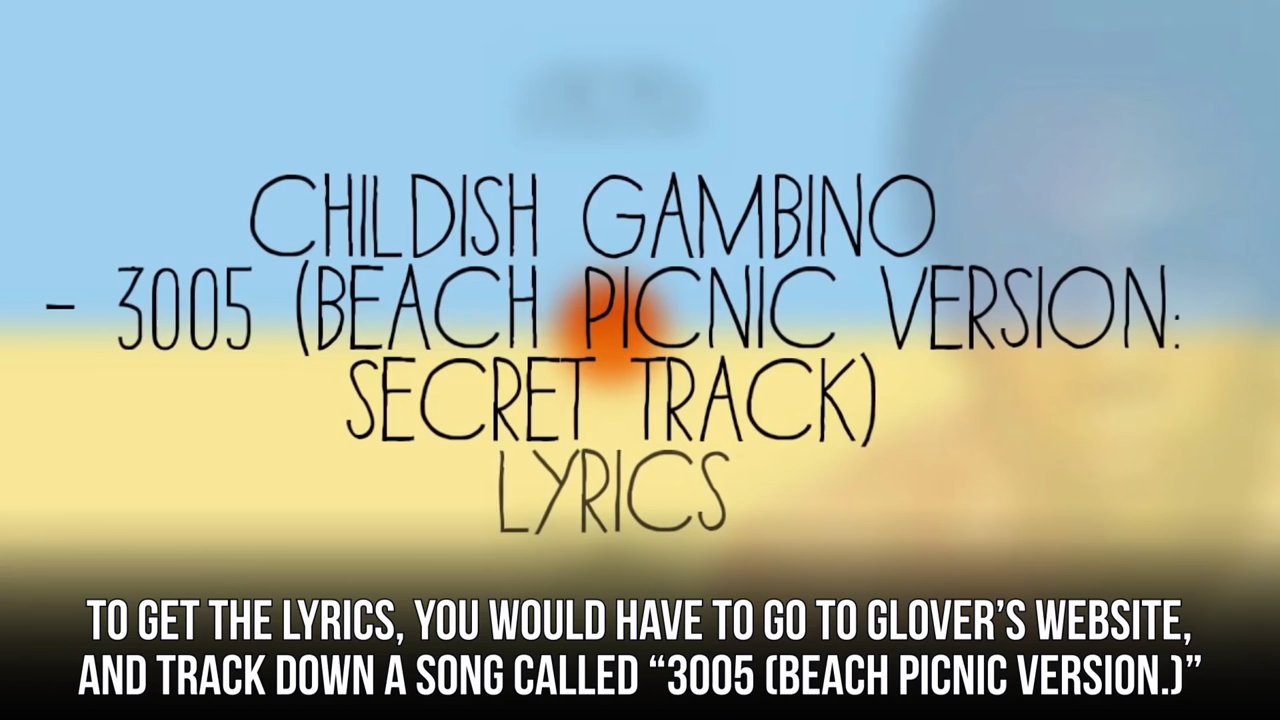 CHILDISH GAMBINO
- 3005 (BEACH PICNIC VERSION:
SECRET TRACK)
LYRICS
TO GET THE LYRICS, YOU WOULD HAVE TO GO TO GLOVER’S WEBSITE,
AND TRACK DOWN A SONG CALLED “3005 (BEACH PICNIC VERSION.)”